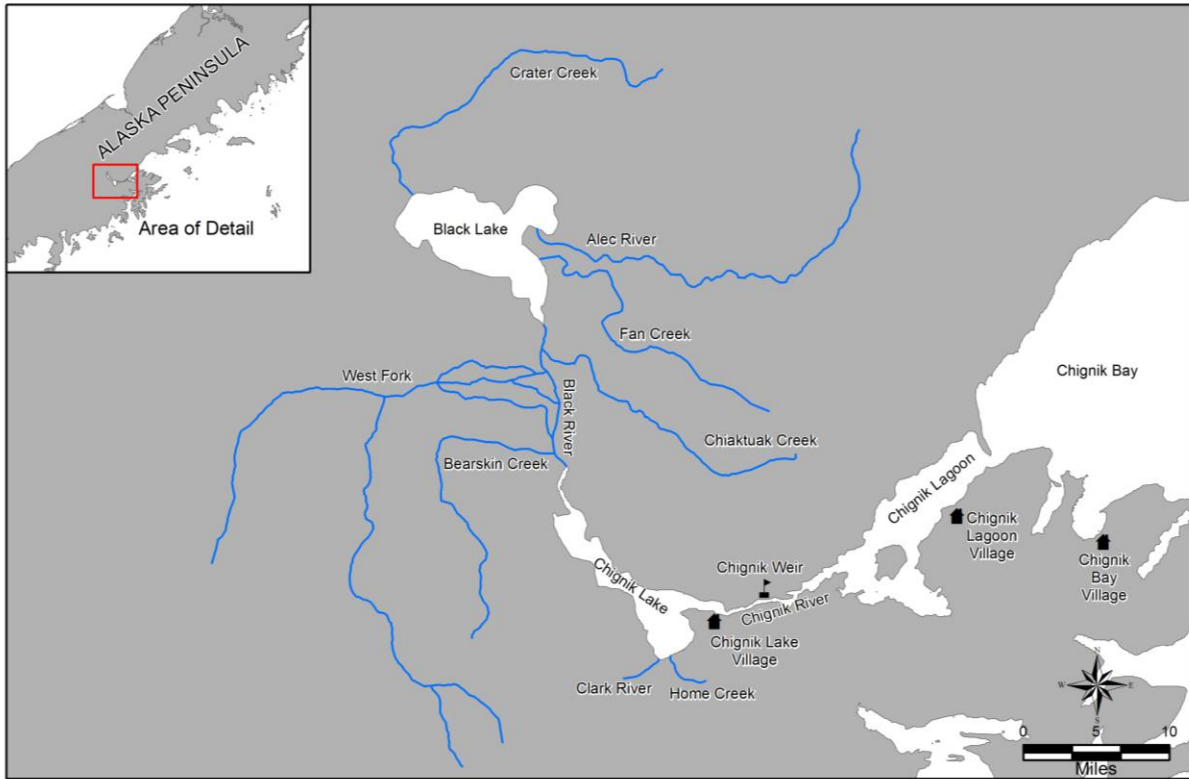 ALASKA PENINSULA
Area of Detail
Crater Creek
Black Lake
Alec River
Fan Creek
West Fork
Black River
Chiaktuak Creek
Bearskin Creek
Chignik Bay
Chignik Lagoon
Chignik
Lagoon
Village
Chignik
Bay
Village
Chignik Weir
Chignik Lake
Chignik River
Chignik Lake
Village
Clark River
Home Creek
N
W
E
S
0
5
10
Miles